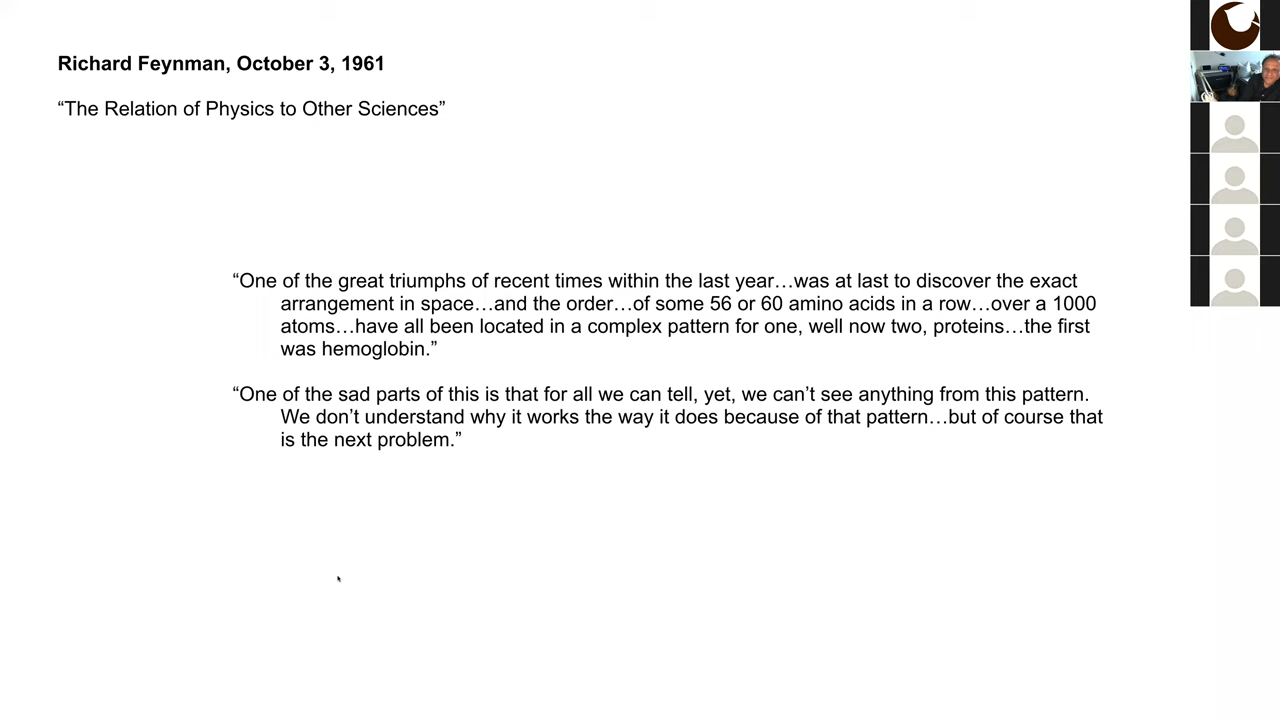 Richard Feynman, October 3, 1961
“The Relation of Physics to Other Sciences”
“One of the great triumphs of recent times within the last year…was at last to discover the exact
arrangement in space…and the order…of some 56 or 60 amino acids in a row…over a 1000
atoms…have all been located in a complex pattern for one, well now two, proteins…the first
was hemoglobin.”
“One of the sad parts of this is that for all we can tell, yet, we can’t see anything from this pattern.
We don’t understand why it works the way it does because of that pattern…but of course that
is the next problem.”